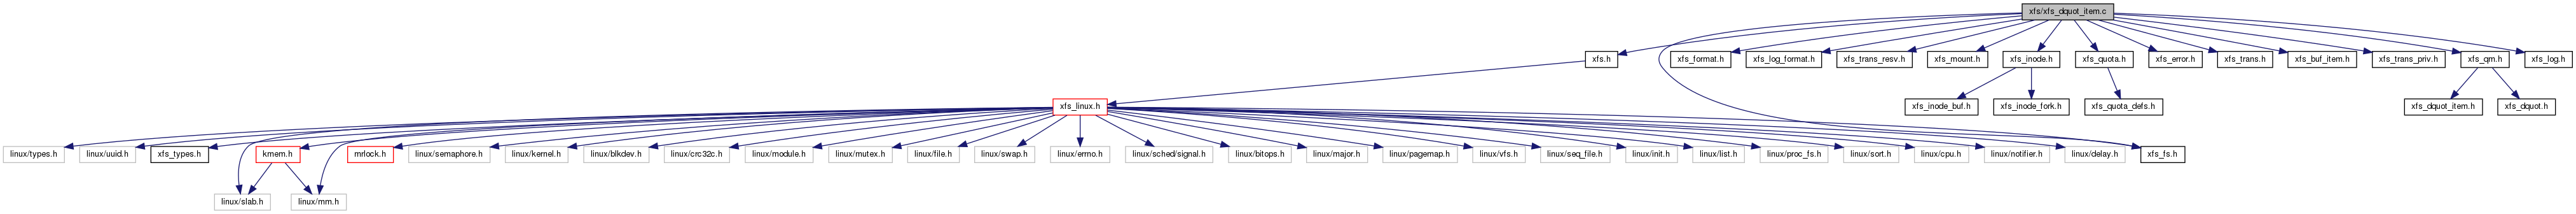 xfs/xfs_dquot_item.c
xfs.h
xfs_format.h
xfs_log_format.h
xfs_trans_resv.h
xfs_mount.h
xfs_inode.h
xfs_quota.h
xfs_error.h
xfs_trans.h
xfs_buf_item.h
xfs_trans_priv.h
xfs_qm.h
xfs_log.h
xfs_linux.h
xfs_inode_buf.h
xfs_inode_fork.h
xfs_quota_defs.h
xfs_dquot_item.h
xfs_dquot.h
linux/types.h
linux/uuid.h
xfs_types.h
kmem.h
mrlock.h
linux/semaphore.h
linux/kernel.h
linux/blkdev.h
linux/crc32c.h
linux/module.h
linux/mutex.h
linux/file.h
linux/swap.h
linux/errno.h
linux/sched/signal.h
linux/bitops.h
linux/major.h
linux/pagemap.h
linux/vfs.h
linux/seq_file.h
linux/init.h
linux/list.h
linux/proc_fs.h
linux/sort.h
linux/cpu.h
linux/notifier.h
linux/delay.h
xfs_fs.h
linux/slab.h
linux/mm.h